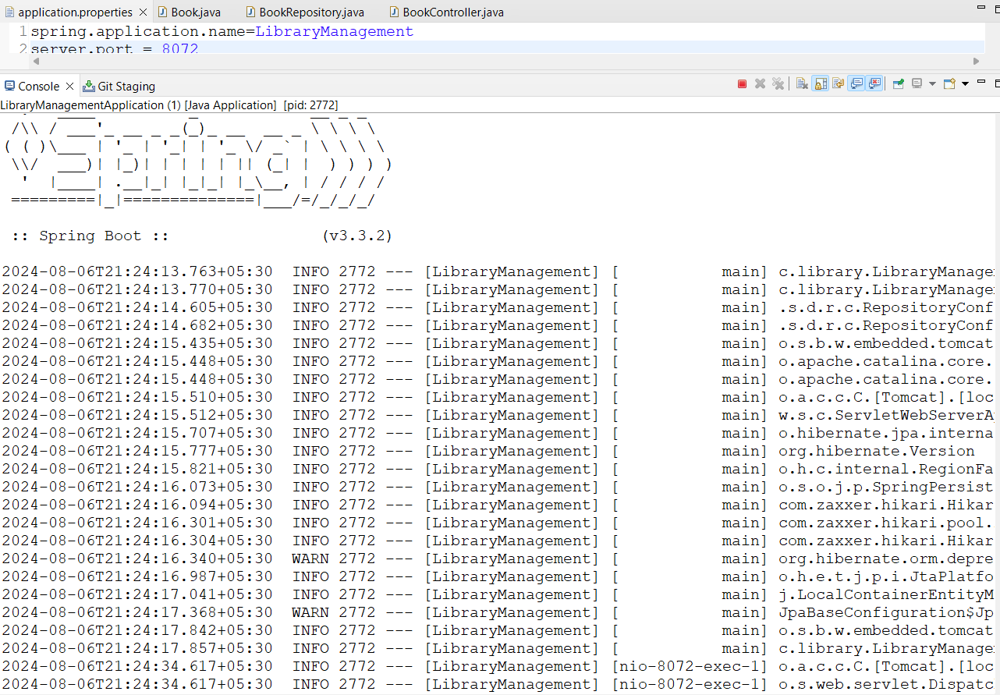 application.properties Book.java BookRepository.java BookController.java
1 spring.application.name=LibraryManagement
2 server.port = 8072
Console Git Staging
LibraryManagementApplication (1) [Java Application] [pid: 2772]
 /\\ / ___'_ __ _ _(_)_ __  __ _ \ \ \ \
( ( )\___ | '_ | '_| | '_ \/ _` | \ \ \ \
 \\/  ___)| |_)| | | | | || (_| |  ) ) ) )
  '  |____| .__|_| |_|_| |_\__, | / / / /
 =========|_|==============|___/=/_/_/_/
 :: Spring Boot ::                (v3.3.2)
2024-08-06T21:24:13.763+05:30  INFO 2772 --- [LibraryManagement] [           main] c.library.LibraryManage
2024-08-06T21:24:13.770+05:30  INFO 2772 --- [LibraryManagement] [           main] c.library.LibraryManage
2024-08-06T21:24:14.605+05:30  INFO 2772 --- [LibraryManagement] [           main] .s.d.r.c.RepositoryConf
2024-08-06T21:24:14.682+05:30  INFO 2772 --- [LibraryManagement] [           main] .s.d.r.c.RepositoryConf
2024-08-06T21:24:15.435+05:30  INFO 2772 --- [LibraryManagement] [           main] o.s.b.w.embedded.tomcat
2024-08-06T21:24:15.448+05:30  INFO 2772 --- [LibraryManagement] [           main] o.apache.catalina.core.
2024-08-06T21:24:15.448+05:30  INFO 2772 --- [LibraryManagement] [           main] o.apache.catalina.core.
2024-08-06T21:24:15.510+05:30  INFO 2772 --- [LibraryManagement] [           main] o.a.c.c.C.[Tomcat].[loc
2024-08-06T21:24:15.512+05:30  INFO 2772 --- [LibraryManagement] [           main] w.s.c.ServletWebServerA
2024-08-06T21:24:15.707+05:30  INFO 2772 --- [LibraryManagement] [           main] o.hibernate.jpa.interna
2024-08-06T21:24:15.777+05:30  INFO 2772 --- [LibraryManagement] [           main] org.hibernate.Version
2024-08-06T21:24:15.821+05:30  INFO 2772 --- [LibraryManagement] [           main] o.h.c.internal.RegionFa
2024-08-06T21:24:16.073+05:30  INFO 2772 --- [LibraryManagement] [           main] o.s.o.j.p.SpringPersist
2024-08-06T21:24:16.094+05:30  INFO 2772 --- [LibraryManagement] [           main] com.zaxxer.hikari.Hikar
2024-08-06T21:24:16.301+05:30  INFO 2772 --- [LibraryManagement] [           main] com.zaxxer.hikari.pool.
2024-08-06T21:24:16.304+05:30  INFO 2772 --- [LibraryManagement] [           main] com.zaxxer.hikari.Hikar
2024-08-06T21:24:16.340+05:30  WARN 2772 --- [LibraryManagement] [           main] org.hibernate.orm.depre
2024-08-06T21:24:16.987+05:30  INFO 2772 --- [LibraryManagement] [           main] o.h.e.t.j.p.i.JtaPlatfo
2024-08-06T21:24:17.041+05:30  INFO 2772 --- [LibraryManagement] [           main] j.LocalContainerEntityM
2024-08-06T21:24:17.368+05:30  WARN 2772 --- [LibraryManagement] [           main] JpaBaseConfiguration$Jp
2024-08-06T21:24:17.842+05:30  INFO 2772 --- [LibraryManagement] [           main] o.s.b.w.embedded.tomcat
2024-08-06T21:24:17.857+05:30  INFO 2772 --- [LibraryManagement] [           main] c.library.LibraryManage
2024-08-06T21:24:34.617+05:30  INFO 2772 --- [LibraryManagement] [nio-8072-exec-1] o.a.c.c.C.[Tomcat].[loc
2024-08-06T21:24:34.617+05:30  INFO 2772 --- [LibraryManagement] [nio-8072-exec-1] o.s.web.servlet.Dispatc